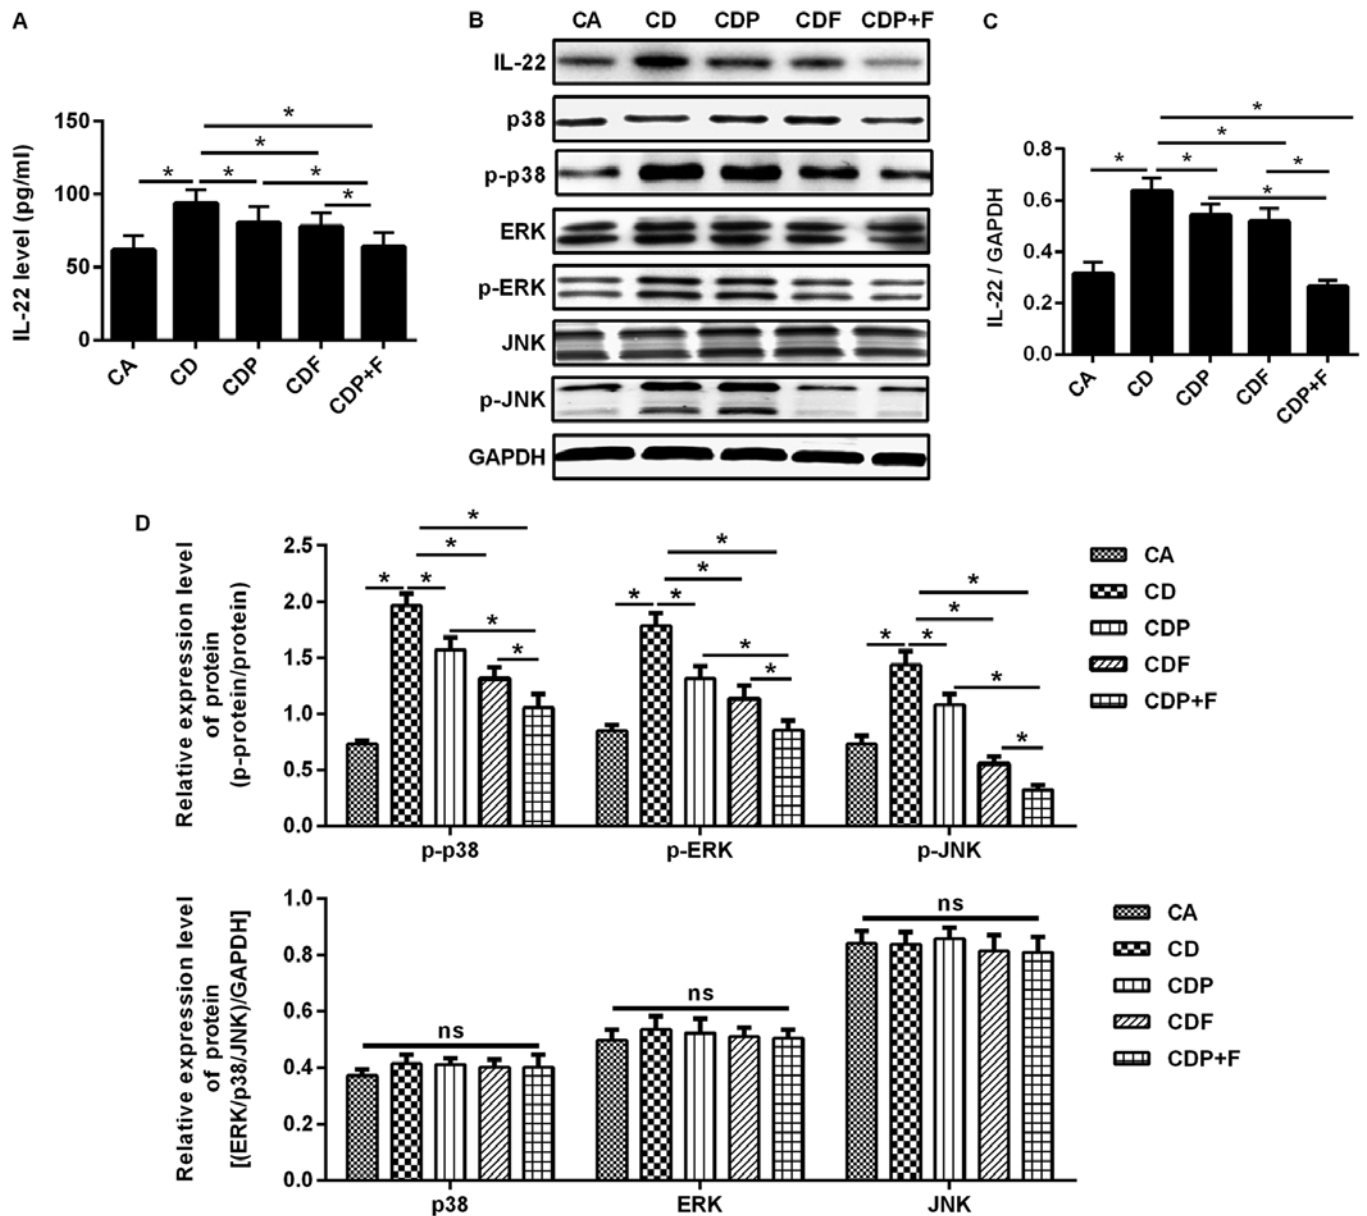 A
IL-22 level (pg/ml)
150
100
50
0
* * * * * *
CA CD CDP CDF CDP+F
B
CA CD CDP CDF CDP+F
IL-22
p38
p-p38
ERK
p-ERK
JNK
p-JNK
GAPDH
C
IL-22 / GAPDH
0.8
0.6
0.4
0.2
0.0
* * * * * *
CA CD CDP CDF CDP+F
D
Relative expression level
of protein
(p-protein/protein)
2.5
2.0
1.5
1.0
0.5
0.0
* * * * * *
* * * * * *
* * * * * *
p-p38 p-ERK p-JNK
CA
CD
CDP
CDF
CDP+F
Relative expression level
of protein
[(ERK/p38/JNK)/GAPDH]
1.0
0.8
0.6
0.4
0.2
0.0
ns ns ns
p38 ERK JNK
CA
CD
CDP
CDF
CDP+F